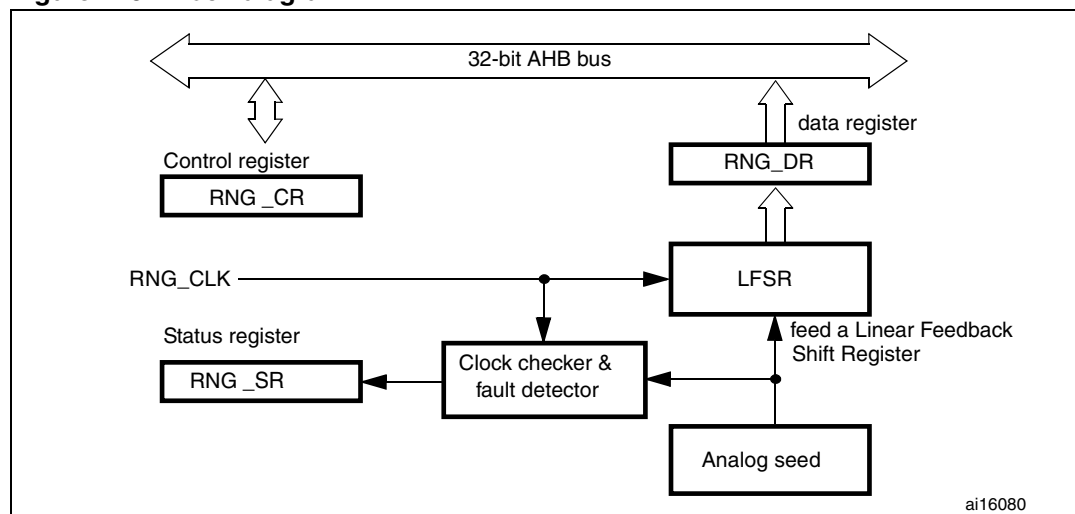 32-bit AHB bus
data register
Control register
RNG_DR
RNG _CR
RNG_CLK
LFSR
Status register
feed a Linear Feedback
Shift Register
Clock checker &
fault detector
RNG _SR
Analog seed
ai16080